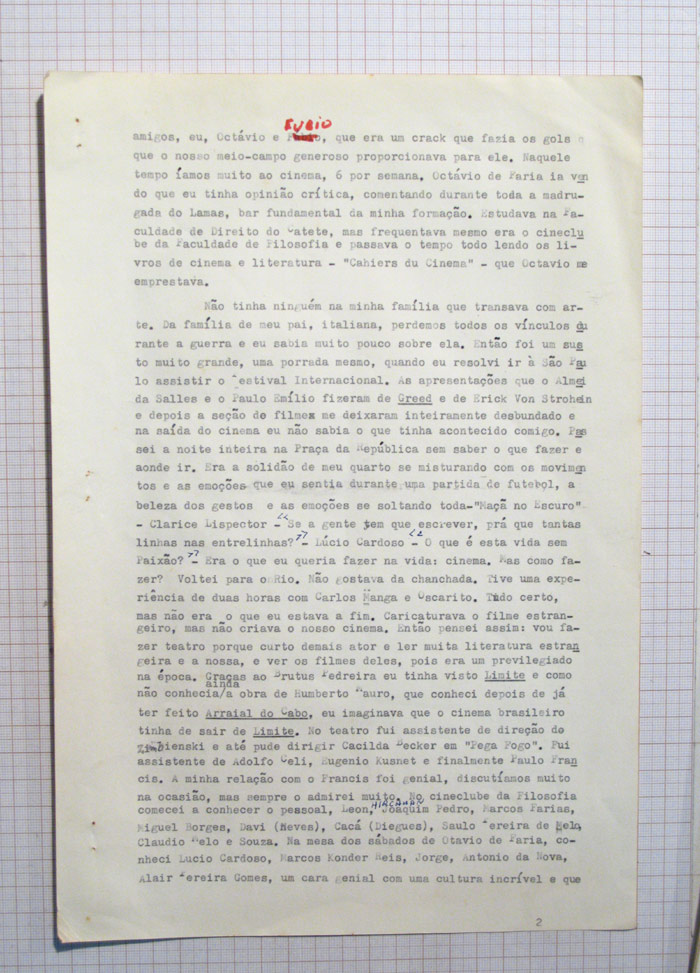 amigos, eu, Octávio e Fubio, que era um crack que fazia os gols
que o nosso meio-campo generoso proporcionava para ele. Naquele
tempo íamos muito ao cinema, 6 por semana. Octávio de Faria ia ven
do que eu tinha opinião crítica, comentando durante toda a madru-
gada do Lamas, bar fundamental da minha formação. Estudava na Fa-
culdade de Direito do Catete, mas frequentava mesmo era o cineclu
be da Faculdade de Filosofia e passava o tempo todo lendo os li-
vros de cinema e literatura - "Cahiers du Cinema" - que Octavio me
emprestava.
Não tinha ninguém na minha família que transava com ar-
te. Da família de meu pai, italiana, perdemos todos os vínculos du
rante a guerra e eu sabia muito pouco sobre ela. Então foi um sus
to muito grande, uma porrada mesmo, quando eu resolvi ir à São Pau
lo assistir o Festival Internacional. As apresentações que o Almei
da Salles e o Paulo Emílio fizeram de Greed e de Erick Von Strohein
e depois a seção de filmes me deixaram inteiramente desbundado e
na saída do cinema eu não sabia o que tinha acontecido comigo. Pas
sei a noite inteira na Praça da República sem saber o que fazer e
aonde ir. Era a solidão de meu quarto se misturando com os movimen
tos e as emoções que eu sentia durante uma partida de futebol, a
beleza dos gestos e as emoções se soltando toda-"Maçã no Escuro"
- Clarice Lispector - "Se a gente tem que escrever, prá que tantas
linhas nas entrelinhas?" - Lúcio Cardoso - "O que é esta vida sem
Paixão?" - Era o que eu queria fazer na vida: cinema. Mas como fa-
zer? Voltei para o Rio. Não gostava da chanchada. Tive uma expe-
riência de duas horas com Carlos Manga e Oscarito. Tudo certo,
mas não era o que eu estava a fim. Caricaturava o filme estran-
geiro, mas não criava o nosso cinema. Então pensei assim: vou fa-
zer teatro porque curto demais ator e ler muita literatura estran
geira e a nossa, e ver os filmes deles, pois era um previlegiado
na época. Graças ao Brutus Pedreira eu tinha visto Limite e como
não conhecia/ainda a obra de Humberto Mauro, que conheci depois de já
ter feito Arraial do Cabo, eu imaginava que o cinema brasileiro
tinha de sair de Limite. No teatro fui assistente de direção do
Zimbienski e até pude dirigir Cacilda Becker em "Pega Fogo". Fui
assistente de Adolfo Celi, Eugenio Kusnet e finalmente Paulo Fran
cis. A minha relação com o Francis foi genial, discutíamos muito
na ocasião, mas sempre o admirei muito. No cineclube da Filosofia
comecei a conhecer o pessoal, Leon HIRSZMAN, Joaquim Pedro, Marcos Farias,
Miguel Borges, Davi (Neves), Cacá (Diegues), Saulo Pereira de Melo,
Claudio Melo e Souza. Na mesa dos sábados de Otavio de Faria, co-
nheci Lucio Cardoso, Marcos Konder Reis, Jorge, Antonio da Nova,
Alair Pereira Gomes, um cara genial com uma cultura incrível e que
2